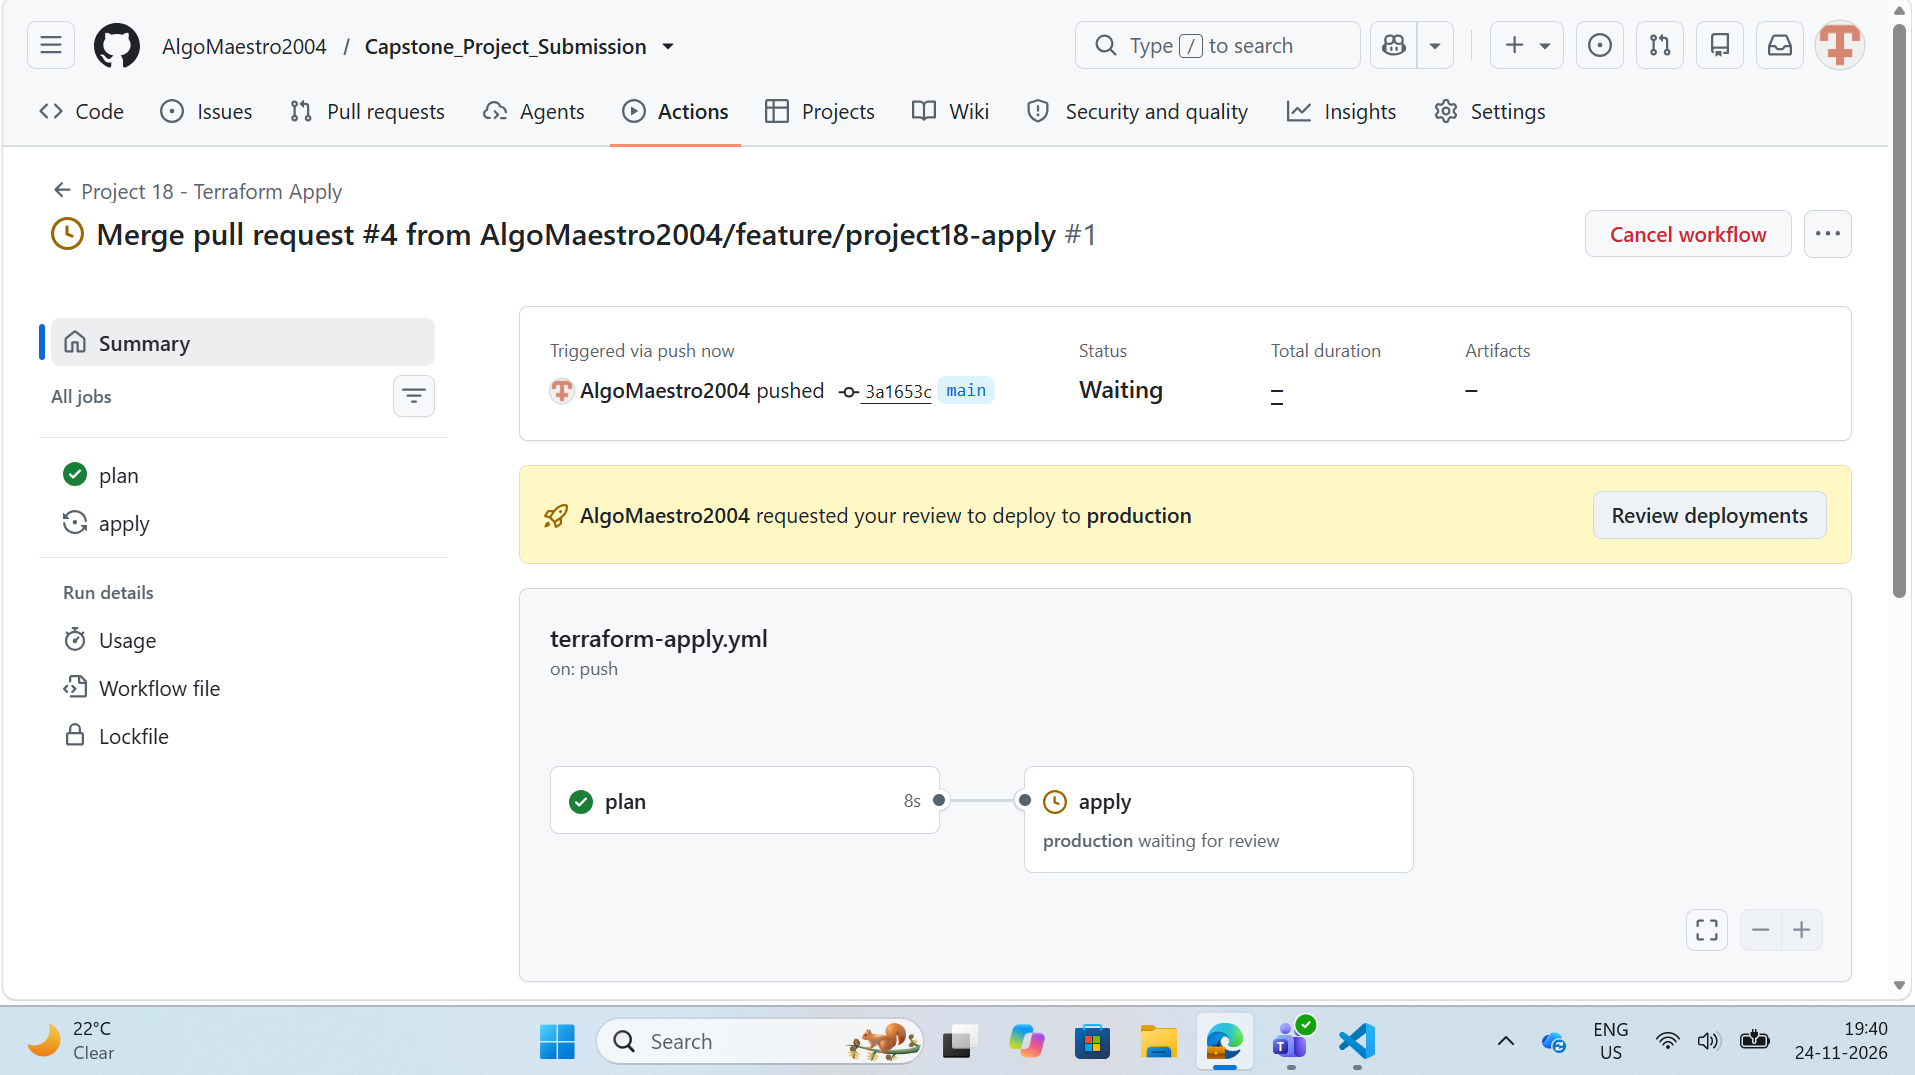 AlgoMaestro2004 / Capstone_Project_Submission
Type / to search
Code
Issues
Pull requests
Agents
Actions
Projects
Wiki
Security and quality
Insights
Settings
Project 18 - Terraform Apply
Merge pull request #4 from AlgoMaestro2004/feature/project18-apply #1
Cancel workflow
Summary
All jobs
plan
apply
Run details
Usage
Workflow file
Lockfile
Triggered via push now
AlgoMaestro2004 pushed 3a1653c main
Status
Waiting
Total duration
–
Artifacts
–
AlgoMaestro2004 requested your review to deploy to production
Review deployments
terraform-apply.yml
on: push
plan 8s
apply
production waiting for review
22°C
Clear
Search
ENG
US
19:40
24-11-2026